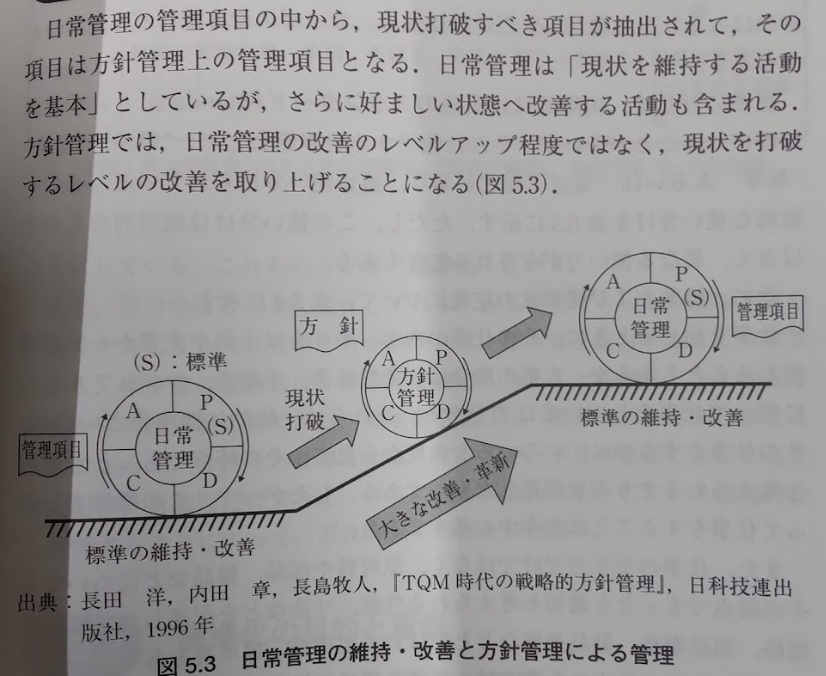 日常管理の管理項目の中から，現状打破すべき項目が抽出されて，その
項目は方針管理上の管理項目となる．日常管理は「現状を維持する活動
を基本」としているが，さらに好ましい状態へ改善する活動も含まれる．
方針管理では，日常管理の改善のレベルアップ程度ではなく，現状を打破
するレベルの改善を取り上げることになる(図5.3)．
A
P
(S)
日常
管理
C
D
管理項目
標準の維持・改善
方　針
A
P
方針
管理
C
D
(S)：標準
現状
打破
A
P
(S)
日常
管理
C
D
管理項目
大きな改善・革新
標準の維持・改善
出典：長田　洋，内田　章，長島牧人，『TQM時代の戦略的方針管理』，日科技連出
版社，1996年
図 5.3　日常管理の維持・改善と方針管理による管理